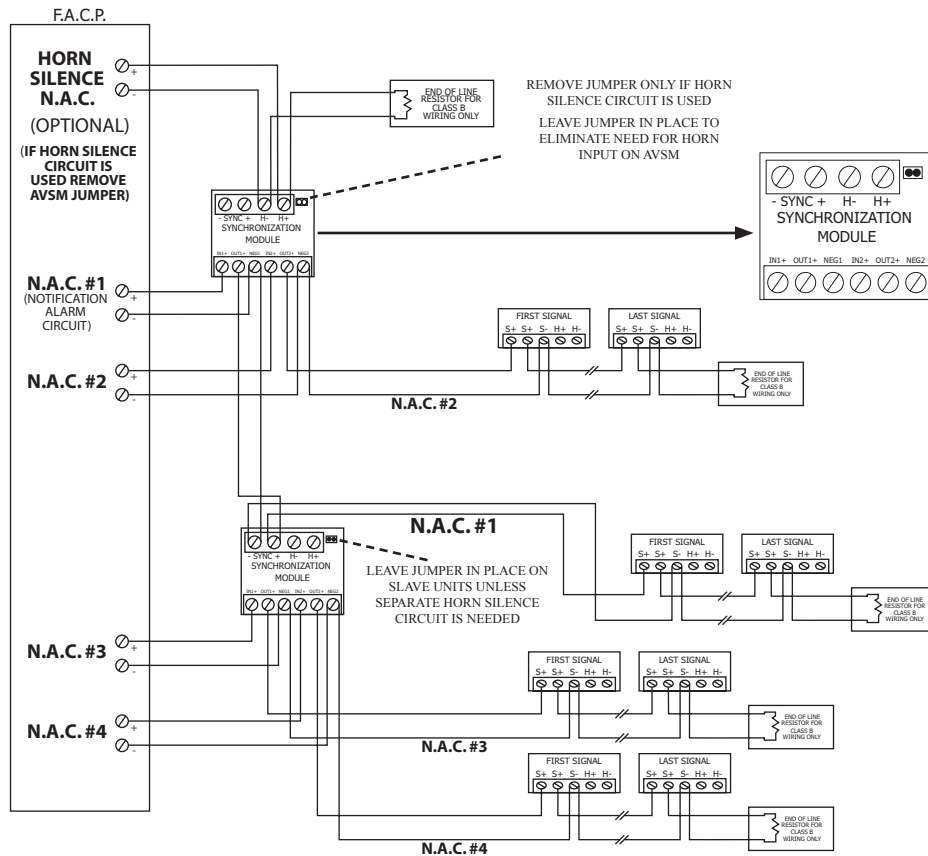 F.A.C.P.
HORN
SILENCE
N.A.C.
(OPTIONAL)
(IF HORN SILENCE
CIRCUIT IS
USED REMOVE
AVSM JUMPER)
+
-
END OF LINE
RESISTOR FOR
CLASS B
WIRING ONLY
REMOVE JUMPER ONLY IF HORN
SILENCE CIRCUIT IS USED
LEAVE JUMPER IN PLACE TO
ELIMINATE NEED FOR HORN
INPUT ON AVSM
- SYNC + H- H+
SYNCHRONIZATION
MODULE
IN1+ OUT1+ NEG1 IN2+ OUT2+ NEG2
- SYNC + H- H+
SYNCHRONIZATION
MODULE
IN1+ OUT1+ NEG1 IN2+ OUT2+ NEG2
N.A.C. #1
(NOTIFICATION
ALARM
CIRCUIT)
+
-
N.A.C. #2
+
-
FIRST SIGNAL
S+ S+ S- H+ H-
LAST SIGNAL
S+ S+ S- H+ H-
END OF LINE
RESISTOR FOR
CLASS B
WIRING ONLY
N.A.C. #2
N.A.C. #1
- SYNC + H- H+
SYNCHRONIZATION
MODULE
IN1+ OUT1+ NEG1 IN2+ OUT2+ NEG2
LEAVE JUMPER IN PLACE ON
SLAVE UNITS UNLESS
SEPARATE HORN SILENCE
CIRCUIT IS NEEDED
FIRST SIGNAL
S+ S+ S- H+ H-
LAST SIGNAL
S+ S+ S- H+ H-
END OF LINE
RESISTOR FOR
CLASS B
WIRING ONLY
N.A.C. #3
+
-
FIRST SIGNAL
S+ S+ S- H+ H-
LAST SIGNAL
S+ S+ S- H+ H-
END OF LINE
RESISTOR FOR
CLASS B
WIRING ONLY
N.A.C. #3
N.A.C. #4
+
-
FIRST SIGNAL
S+ S+ S- H+ H-
LAST SIGNAL
S+ S+ S- H+ H-
END OF LINE
RESISTOR FOR
CLASS B
WIRING ONLY
N.A.C. #4